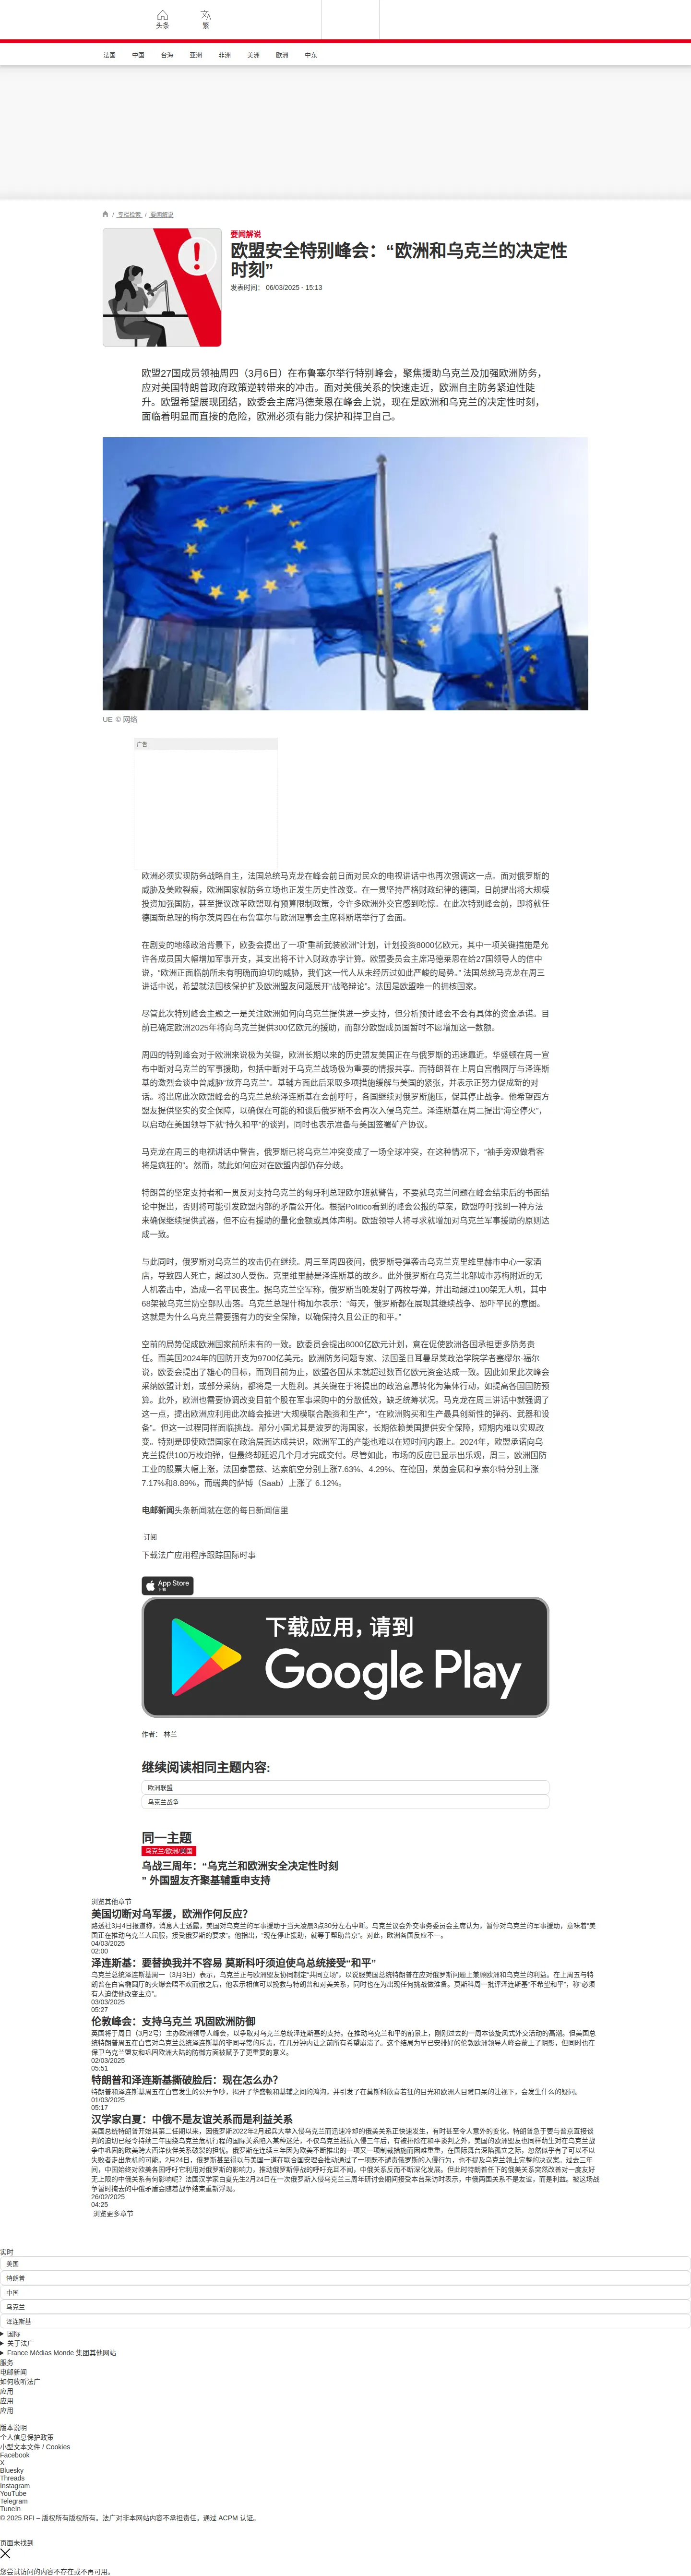 头条
繁
法国
中国
台海
亚洲
非洲
美洲
欧洲
中东
/ 专栏检索 / 要闻解说
要闻解说
欧盟安全特别峰会：“欧洲和乌克兰的决定性
时刻”
发表时间： 06/03/2025 - 15:13
欧盟27国成员领袖周四（3月6日）在布鲁塞尔举行特别峰会，聚焦援助乌克兰及加强欧洲防务，
应对美国特朗普政府政策逆转带来的冲击。面对美俄关系的快速走近，欧洲自主防务紧迫性陡
升。欧盟希望展现团结，欧委会主席冯德莱恩在峰会上说，现在是欧洲和乌克兰的决定性时刻，
面临着明显而直接的危险，欧洲必须有能力保护和捍卫自己。
UE © 网络
广告
欧洲必须实现防务战略自主，法国总统马克龙在峰会前日面对民众的电视讲话中也再次强调这一点。面对俄罗斯的
威胁及美欧裂痕，欧洲国家就防务立场也正发生历史性改变。在一贯坚持严格财政纪律的德国，日前提出将大规模
投资加强国防，甚至提议改革欧盟现有预算限制政策，令许多欧洲外交官感到吃惊。在此次特别峰会前，即将就任
德国新总理的梅尔茨周四在布鲁塞尔与欧洲理事会主席科斯塔举行了会面。
在剧变的地缘政治背景下，欧委会提出了一项“重新武装欧洲”计划，计划投资8000亿欧元，其中一项关键措施是允
许各成员国大幅增加军事开支，其支出将不计入财政赤字计算。欧盟委员会主席冯德莱恩在给27国领导人的信中
说，“欧洲正面临前所未有明确而迫切的威胁，我们这一代人从未经历过如此严峻的局势。” 法国总统马克龙在周三
讲话中说，希望就法国核保护扩及欧洲盟友问题展开“战略辩论”。法国是欧盟唯一的拥核国家。
尽管此次特别峰会主题之一是关注欧洲如何向乌克兰提供进一步支持，但分析预计峰会不会有具体的资金承诺。目
前已确定欧洲2025年将向乌克兰提供300亿欧元的援助，而部分欧盟成员国暂时不愿增加这一数额。
周四的特别峰会对于欧洲来说极为关键，欧洲长期以来的历史盟友美国正在与俄罗斯的迅速靠近。华盛顿在周一宣
布中断对乌克兰的军事援助，包括中断对于乌克兰战场极为重要的情报共享。而特朗普在上周白宫椭圆厅与泽连斯
基的激烈会谈中曾威胁“放弃乌克兰”。基辅方面此后采取多项措施缓解与美国的紧张，并表示正努力促成新的对
话。将出席此次欧盟峰会的乌克兰总统泽连斯基在会前呼吁，各国继续对俄罗斯施压，促其停止战争。他希望西方
盟友提供坚实的安全保障，以确保在可能的和谈后俄罗斯不会再次入侵乌克兰。泽连斯基在周二提出“海空停火”，
以启动在美国领导下就“持久和平”的谈判，同时也表示准备与美国签署矿产协议。
马克龙在周三的电视讲话中警告，俄罗斯已将乌克兰冲突变成了一场全球冲突，在这种情况下，“袖手旁观做看客
将是疯狂的”。然而，就此如何应对在欧盟内部仍存分歧。
特朗普的坚定支持者和一贯反对支持乌克兰的匈牙利总理欧尔班就警告，不要就乌克兰问题在峰会结束后的书面结
论中提出，否则将可能引发欧盟内部的矛盾公开化。根据Politico看到的峰会公报的草案，欧盟呼吁找到一种方法
来确保继续提供武器，但不应有援助的量化金额或具体声明。欧盟领导人将寻求就增加对乌克兰军事援助的原则达
成一致。
与此同时，俄罗斯对乌克兰的攻击仍在继续。周三至周四夜间，俄罗斯导弹袭击乌克兰克里维里赫市中心一家酒
店，导致四人死亡，超过30人受伤。克里维里赫是泽连斯基的故乡。此外俄罗斯在乌克兰北部城市苏梅附近的无
人机袭击中，造成一名平民丧生。据乌克兰空军称，俄罗斯当晚发射了两枚导弹，并出动超过100架无人机，其中
68架被乌克兰防空部队击落。乌克兰总理什梅加尔表示：“每天，俄罗斯都在展现其继续战争、恐吓平民的意图。
这就是为什么乌克兰需要强有力的安全保障，以确保持久且公正的和平。”
空前的局势促成欧洲国家前所未有的一致。欧委员会提出8000亿欧元计划，意在促使欧洲各国承担更多防务责
任。而美国2024年的国防开支为9700亿美元。欧洲防务问题专家、法国圣日耳曼昂莱政治学院学者塞缪尔·福尔
说，欧委会提出了雄心的目标，而到目前为止，欧盟各国从未就超过数百亿欧元资金达成一致。因此如果此次峰会
采纳欧盟计划，或部分采纳，都将是一大胜利。其关键在于将提出的政治意愿转化为集体行动，如提高各国国防预
算。此外，欧洲也需要协调改变目前个股在军事采购中的分散低效，缺乏统筹状况。马克龙在周三讲话中就强调了
这一点，提出欧洲应利用此次峰会推进“大规模联合融资和生产”，“在欧洲购买和生产最具创新性的弹药、武器和设
备”。但这一过程同样面临挑战。部分小国尤其是波罗的海国家，长期依赖美国提供安全保障，短期内难以实现改
变。特别是即使欧盟国家在政治层面达成共识，欧洲军工的产能也难以在短时间内跟上。2024年，欧盟承诺向乌
克兰提供100万枚炮弹，但最终却延迟几个月才完成交付。尽管如此，市场的反应已显示出乐观，周三，欧洲国防
工业的股票大幅上涨，法国泰雷兹、达索航空分别上涨7.63%、4.29%、在德国，莱茵金属和亨索尔特分别上涨
7.17%和8.89%，而瑞典的萨博（Saab）上涨了 6.12%。
电邮新闻头条新闻就在您的每日新闻信里
订阅
下载法广应用程序跟踪国际时事
App Store
下载
下载应用，请到
Google Play
作者： 林兰
继续阅读相同主题内容:
欧洲联盟
乌克兰战争
同一主题
乌克兰/欧洲/美国
乌战三周年：“乌克兰和欧洲安全决定性时刻
” 外国盟友齐聚基辅重申支持
浏览其他章节
美国切断对乌军援，欧洲作何反应？
路透社3月4日报道称，消息人士透露，美国对乌克兰的军事援助于当天凌晨3点30分左右中断。乌克兰议会外交事务委员会主席认为，暂停对乌克兰的军事援助，意味着“美
国正在推动乌克兰人屈服，接受俄罗斯的要求”。他指出，“现在停止援助，就等于帮助普京”。对此，欧洲各国反应不一。
04/03/2025
02:00
泽连斯基：要替换我并不容易 莫斯科吁须迫使乌总统接受“和平”
乌克兰总统泽连斯基周一（3月3日）表示，乌克兰正与欧洲盟友协同制定“共同立场”，以说服美国总统特朗普在应对俄罗斯问题上兼顾欧洲和乌克兰的利益。在上周五与特
朗普在白宫椭圆厅的火爆会晤不欢而散之后，他表示相信可以挽救与特朗普和对美关系，同时也在为出现任何挑战做准备。莫斯科周一批评泽连斯基“不希望和平”，称“必须
有人迫使他改变主意”。
03/03/2025
05:27
伦敦峰会：支持乌克兰 巩固欧洲防御
英国将于周日（3月2号）主办欧洲领导人峰会，以争取对乌克兰总统泽连斯基的支持。在推动乌克兰和平的前景上，刚刚过去的一周本该旋风式外交活动的高潮。但美国总
统特朗普周五在白宫对乌克兰总统泽连斯基的非同寻常的斥责，在几分钟内让之前所有希望崩溃了。这个结局为早已安排好的伦敦欧洲领导人峰会蒙上了阴影，但同时也在
保卫乌克兰盟友和巩固欧洲大陆的防御方面被赋予了更重要的意义。
02/03/2025
05:51
特朗普和泽连斯基撕破脸后：现在怎么办？
特朗普和泽连斯基周五在白宫发生的公开争吵，揭开了华盛顿和基辅之间的鸿沟，并引发了在莫斯科欣喜若狂的目光和欧洲人目瞪口呆的注视下，会发生什么的疑问。
01/03/2025
05:17
汉学家白夏：中俄不是友谊关系而是利益关系
美国总统特朗普开始其第二任期以来，因俄罗斯2022年2月起兵大举入侵乌克兰而迅速冷却的俄美关系正快速发生，有时甚至令人意外的变化。特朗普急于要与普京直接谈
判的迫切已经令持续三年围绕乌克兰危机行程的国际关系陷入某种迷茫，不仅乌克兰抵抗入侵三年后，有被排除在和平谈判之外，美国的欧洲盟友也同样萌生对在乌克兰战
争中巩固的欧美跨大西洋伙伴关系破裂的担忧。俄罗斯在连续三年因为欧美不断推出的一项又一项制裁措施而困难重重，在国际舞台深陷孤立之际，忽然似乎有了可以不以
失败者走出危机的可能。2月24日，俄罗斯甚至得以与美国一道在联合国安理会推动通过了一项既不谴责俄罗斯的入侵行为，也不提及乌克兰领土完整的决议案。过去三年
间，中国始终对欧美各国呼吁它利用对俄罗斯的影响力，推动俄罗斯停战的呼吁充耳不闻，中俄关系反而不断深化发展。但此时特朗普任下的俄美关系突然改善对一度友好
无上限的中俄关系有何影响呢？法国汉学家白夏先生2月24日在一次俄罗斯入侵乌克兰三周年研讨会期间接受本台采访时表示，中俄两国关系不是友谊，而是利益。被这场战
争暂时掩去的中俄矛盾会随着战争结束重新浮现。
26/02/2025
04:25
浏览更多章节
实时
美国
特朗普
中国
乌克兰
泽连斯基
国际
关于法广
France Médias Monde 集团其他网站
服务
电邮新闻
如何收听法广
应用
应用
应用
版本说明
个人信息保护政策
小型文本文件 / Cookies
Facebook
X
Bluesky
Threads
Instagram
YouTube
Telegram
TuneIn
© 2025 RFI – 版权所有版权所有。法广对非本网站内容不承担责任。通过 ACPM 认证。
页面未找到
您尝试访问的内容不存在或不再可用。